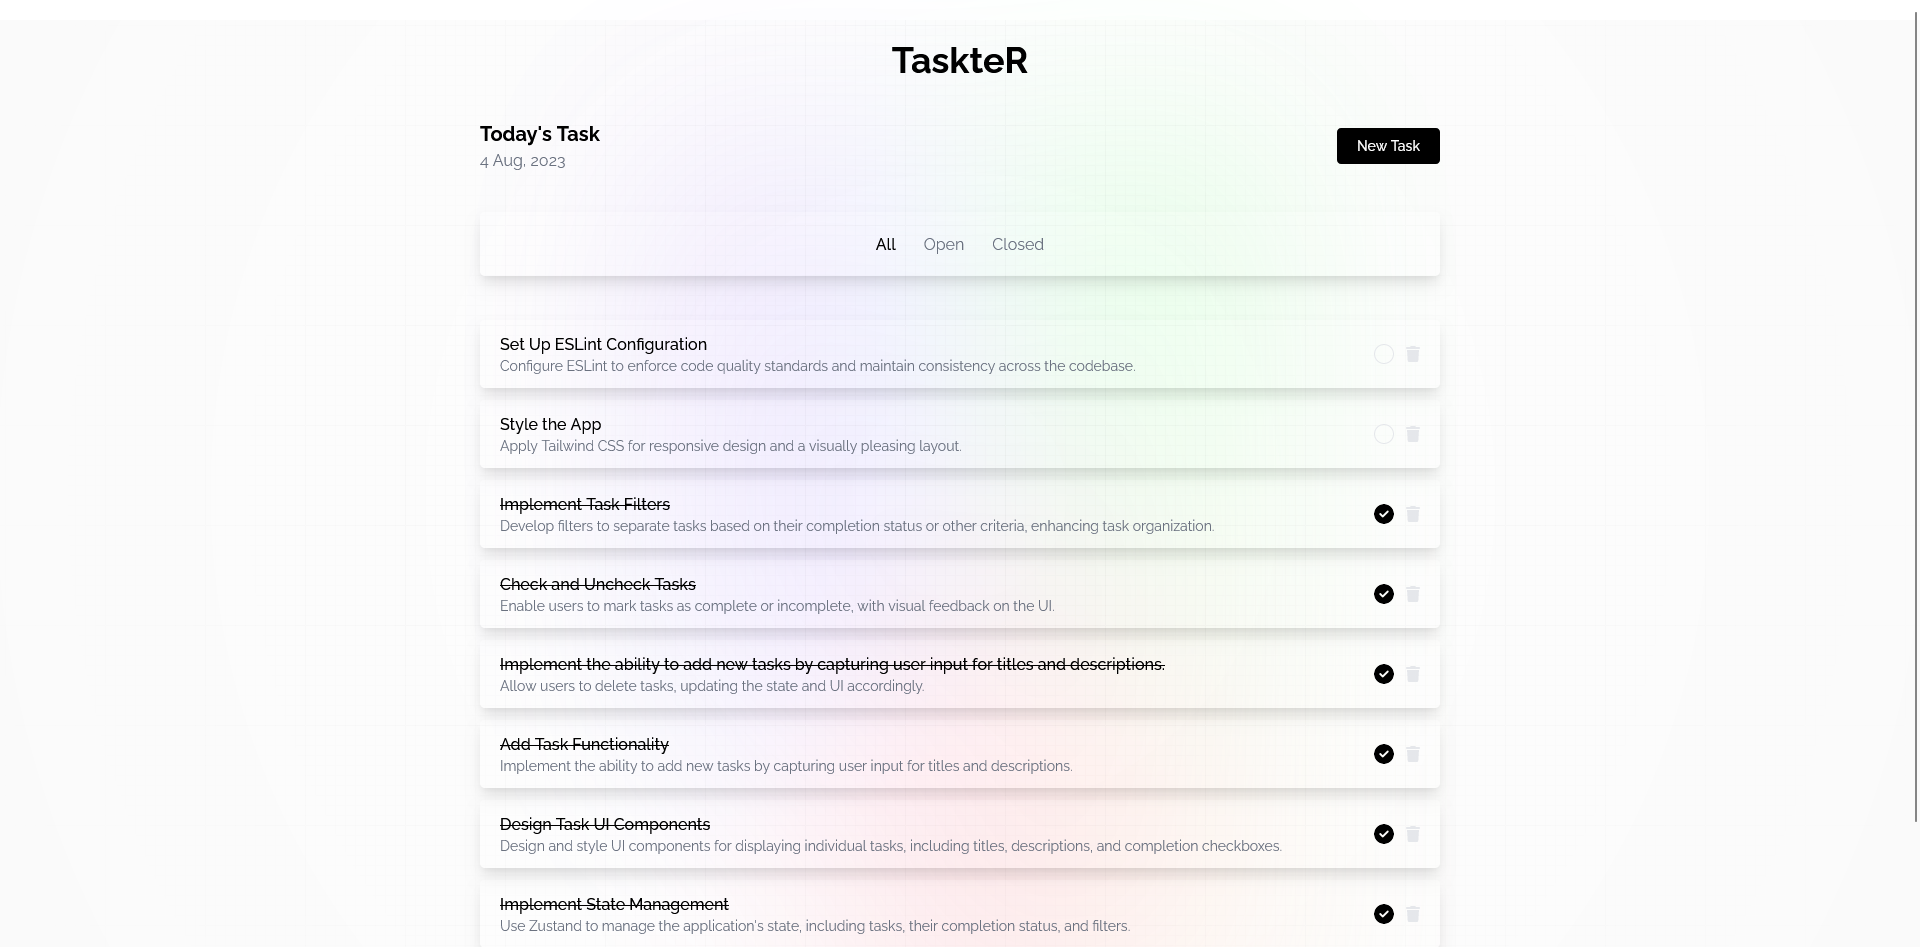 TaskteR
Today's Task
4 Aug, 2023
New Task
All Open Closed
Set Up ESLint Configuration
Configure ESLint to enforce code quality standards and maintain consistency across the codebase.
Style the App
Apply Tailwind CSS for responsive design and a visually pleasing layout.
Implement Task Filters
Develop filters to separate tasks based on their completion status or other criteria, enhancing task organization.
Check and Uncheck Tasks
Enable users to mark tasks as complete or incomplete, with visual feedback on the UI.
Implement the ability to add new tasks by capturing user input for titles and descriptions.
Allow users to delete tasks, updating the state and UI accordingly.
Add Task Functionality
Implement the ability to add new tasks by capturing user input for titles and descriptions.
Design Task UI Components
Design and style UI components for displaying individual tasks, including titles, descriptions, and completion checkboxes.
Implement State Management
Use Zustand to manage the application's state, including tasks, their completion status, and filters.